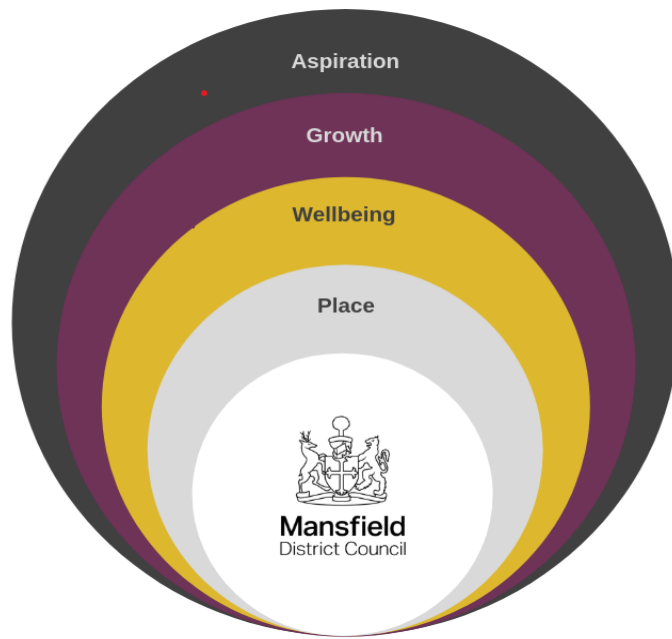 Aspiration
Growth
Wellbeing
Place
Mansfield
District Council